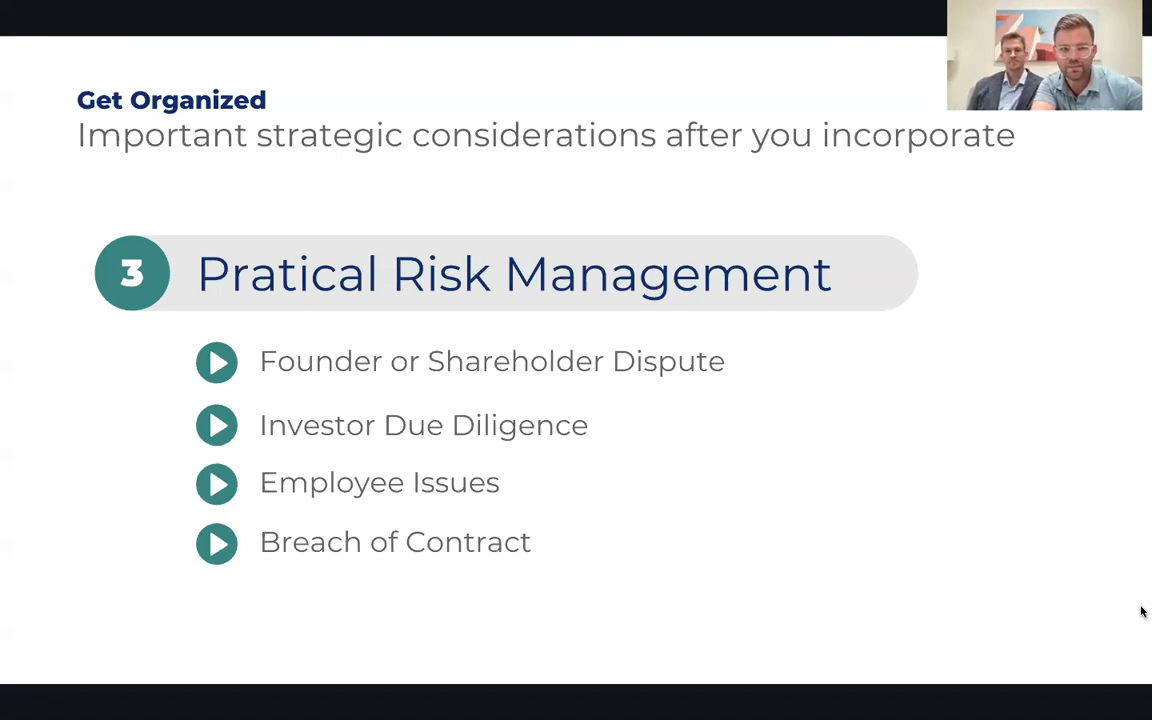 Get Organized
Important strategic considerations after you incorporate
3 Pratical Risk Management
Founder or Shareholder Dispute
Investor Due Diligence
Employee Issues
Breach of Contract